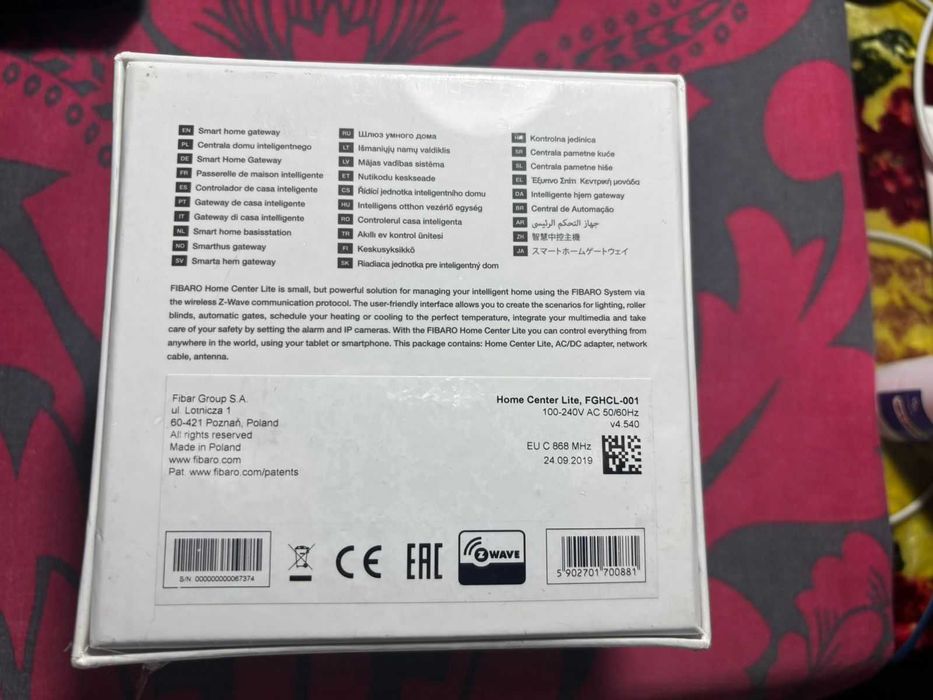 EN Smart home gateway
PL Centrala domu inteligentnego
DE Smart Home Gateway
FR Passerelle de maison intelligente
ES Controlador de casa inteligente
PT Gateway de casa inteligente
IT Gateway di casa intelligente
NL Smart home basisstation
NO Smarthus gateway
SV Smarta hem gateway
RU Шлюз умного дома
LT Išmaniųjų namų valdiklis
LV Mājas vadības sistēma
ET Nutikodu keskseade
CS Řídící jednotka inteligentního domu
HU Intelligens otthon vezérlő egység
RO Controlerul casei inteligenta
TR Akıllı ev kontrol ünitesi
FI Keskusyksikkö
SK Riadiaca jednotka pre inteligentný dom
HR Kontrolna jedinica
SR Centrala pametne kuće
SL Centrala pametne hiše
EL Έξυπνο Σπίτι Κεντρική μονάδα
DA Intelligente hjem gateway
BR Central de Automação
AR جهاز التحكم الرئيسي
ZH 智慧中控主機
JA スマートホームゲートウェイ
FIBARO Home Center Lite is small, but powerful solution for managing your intelligent home using the FIBARO System via
the wireless Z-Wave communication protocol. The user-friendly interface allows you to create the scenarios for lighting, roller
blinds, automatic gates, schedule your heating or cooling to the perfect temperature, integrate your multimedia and take
care of your safety by setting the alarm and IP cameras. With the FIBARO Home Center Lite you can control everything from
anywhere in the world, using your tablet or smartphone. This package contains: Home Center Lite, AC/DC adapter, network
cable, antenna.
Fibar Group S.A.
ul. Lotnicza 1
60-421 Poznań, Poland
All rights reserved
Made in Poland
www.fibaro.com
Pat. www.fibaro.com/patents
Home Center Lite, FGHCL-001
100-240V AC 50/60Hz
v4.540
EU C 868 MHz
24.09.2019
S/N 000000000067374
CE
EAC
Z WAVE
5 902701 700881